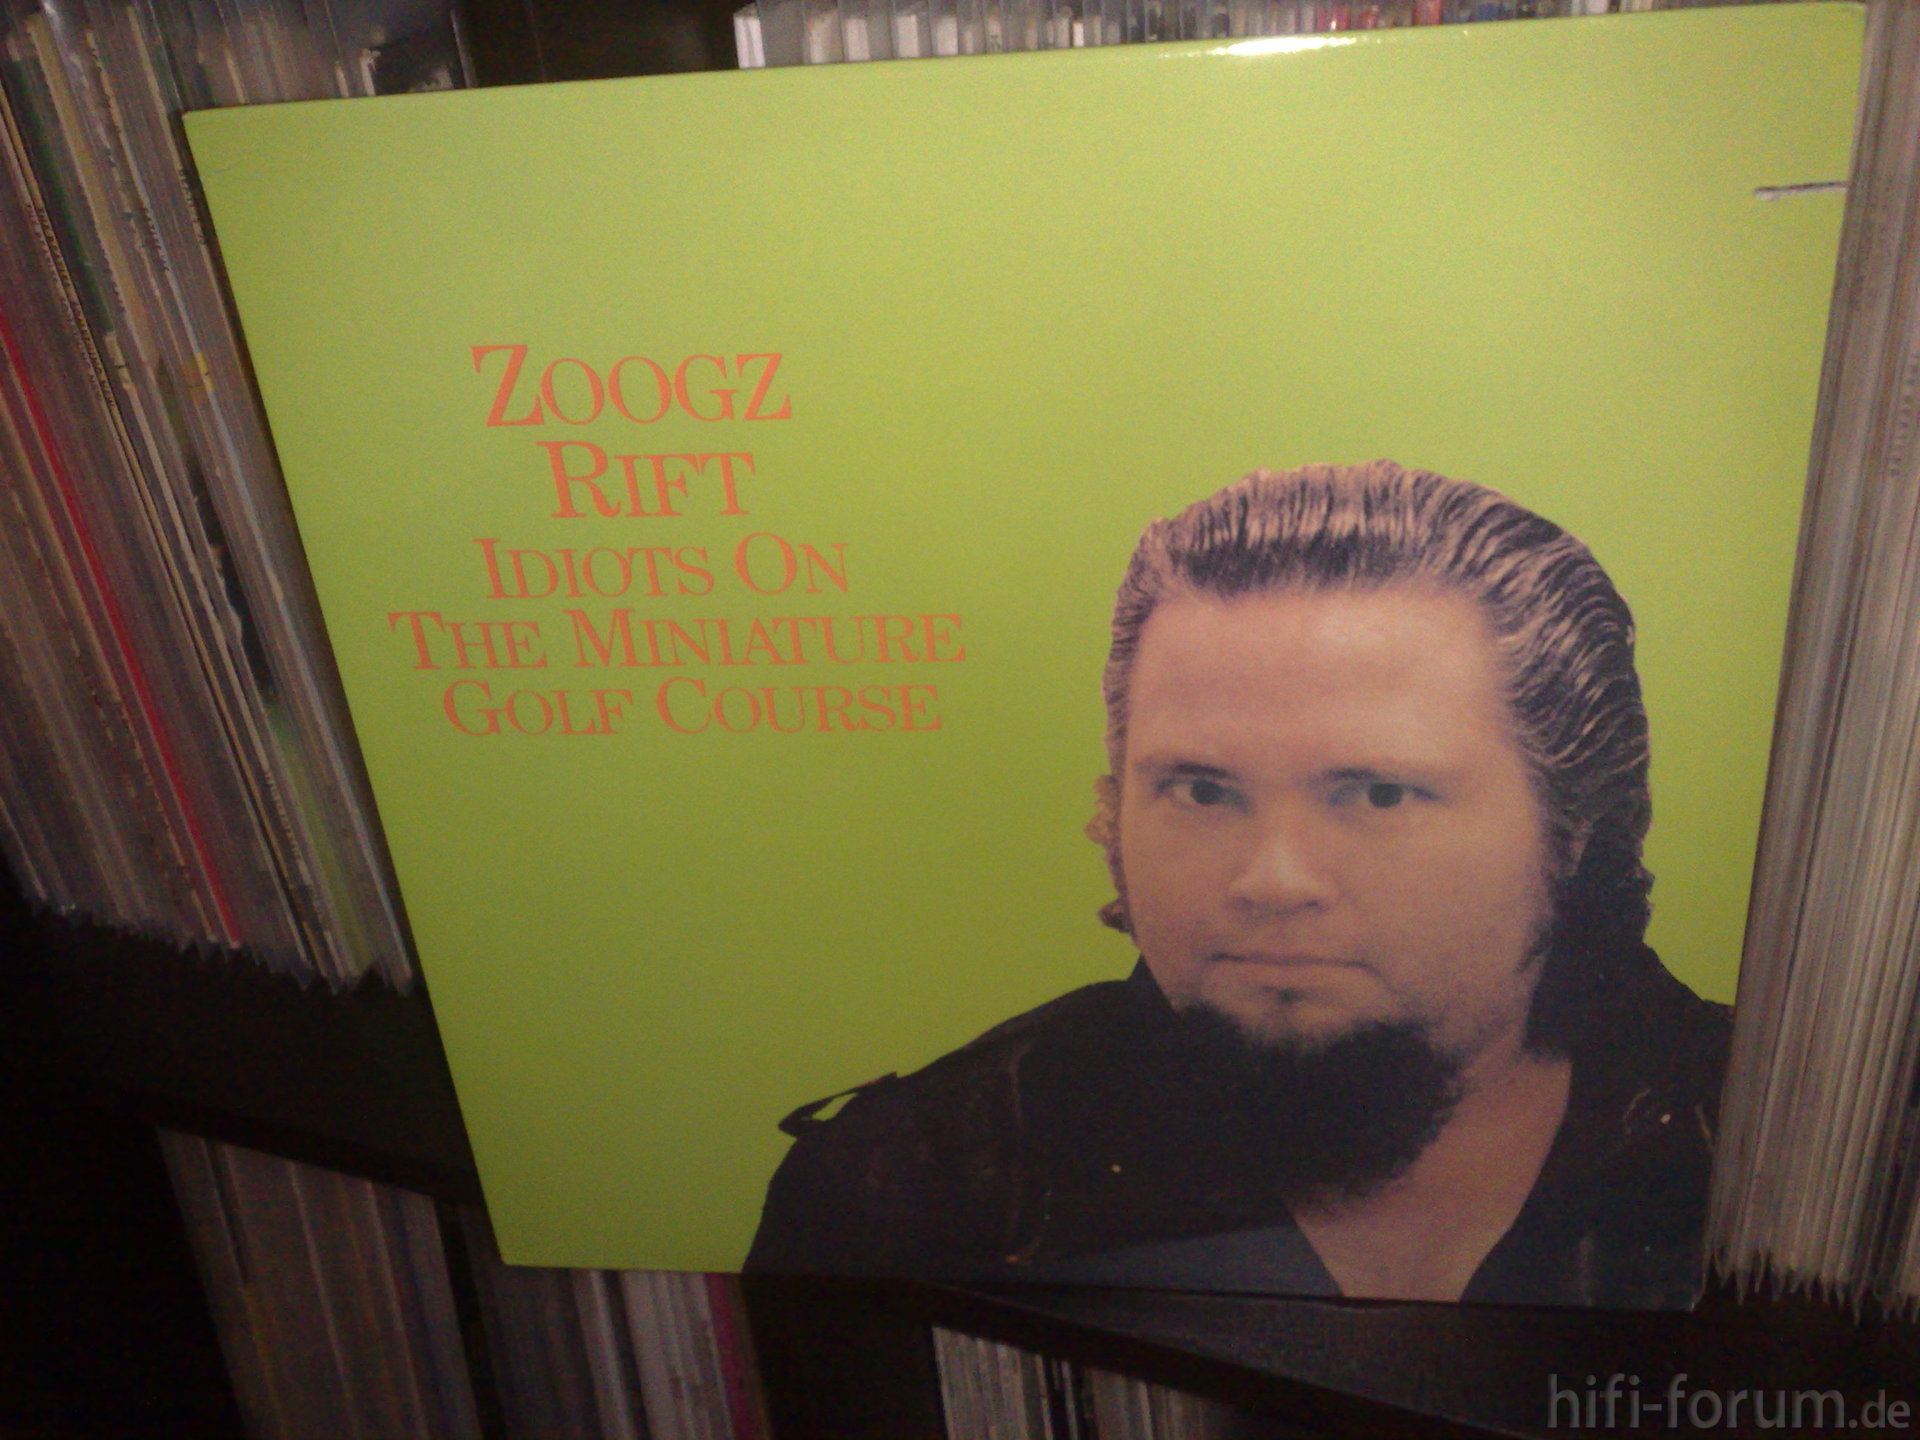 ZOOGZ
RIFT
IDIOTS ON
THE MINIATURE
GOLF COURSE
hifi-forum.de